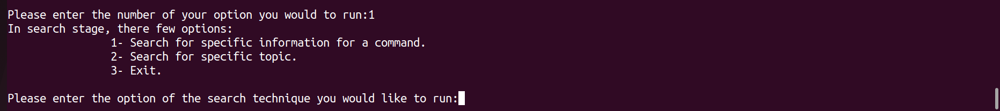 Please enter the number of your option you would to run:1
In search stage, there few options:
1- Search for specific information for a command.
2- Search for specific topic.
3- Exit.
Please enter the option of the search technique you would like to run: